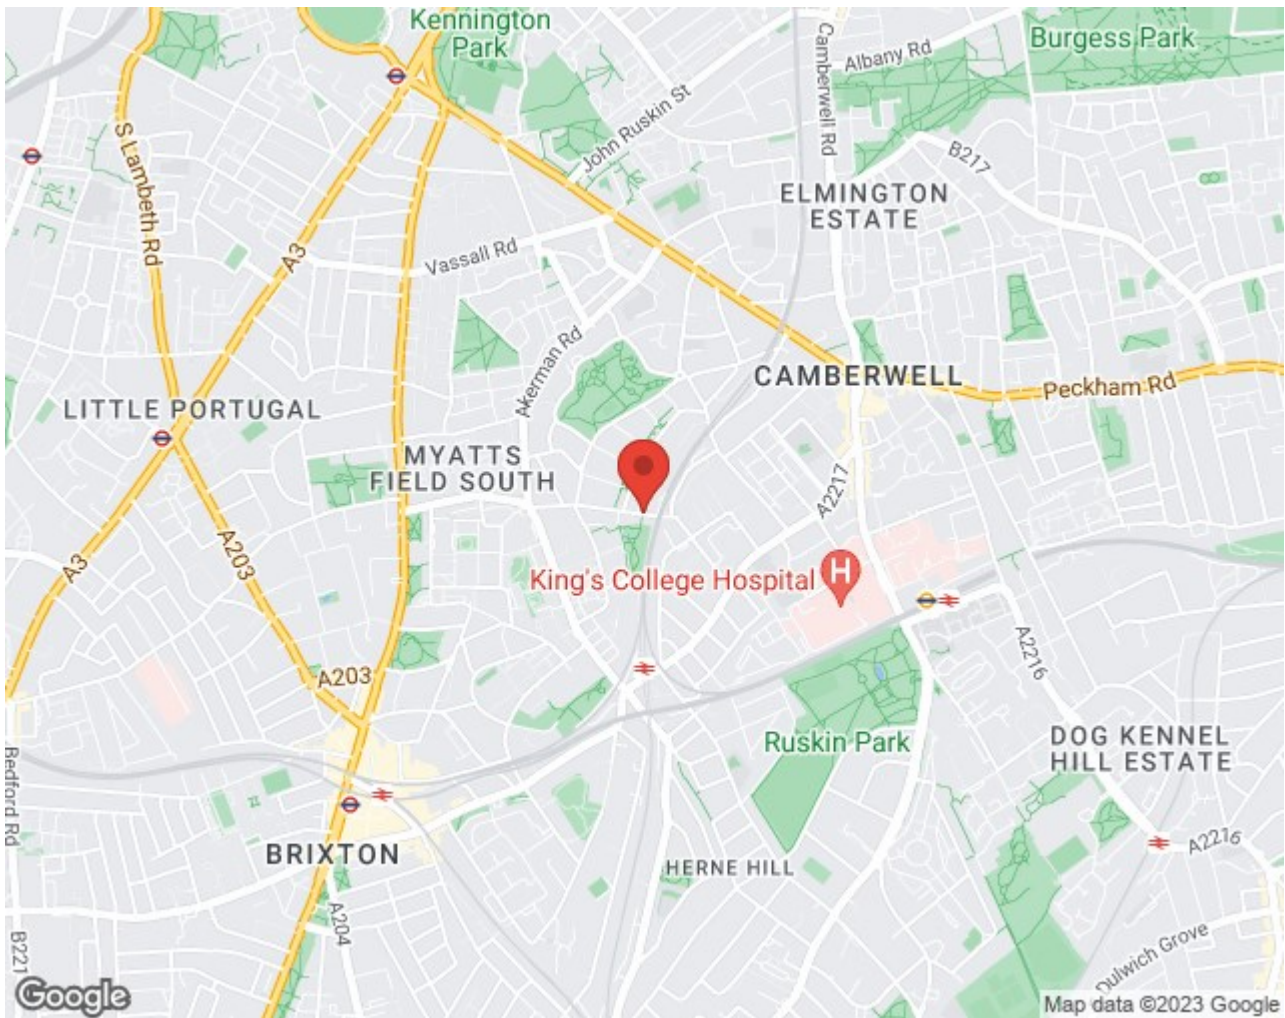 Kennington
Park
Camberwell Rd
Albany Rd
Burgess Park
John Ruskin St
S Lambeth Rd
B217
ELMINGTON
ESTATE
A3
Vassall Rd
Akerman Rd
CAMBERWELL
Peckham Rd
LITTLE PORTUGAL
MYATTS
FIELD SOUTH
A2217
A3
A203
King's College Hospital
H
A203
A2216
Ruskin Park
DOG KENNEL
HILL ESTATE
Bedford Rd
BRIXTON
HERNE HILL
A2216
A204
B221
Dulwich Grove
Google
Map data ©2023 Google